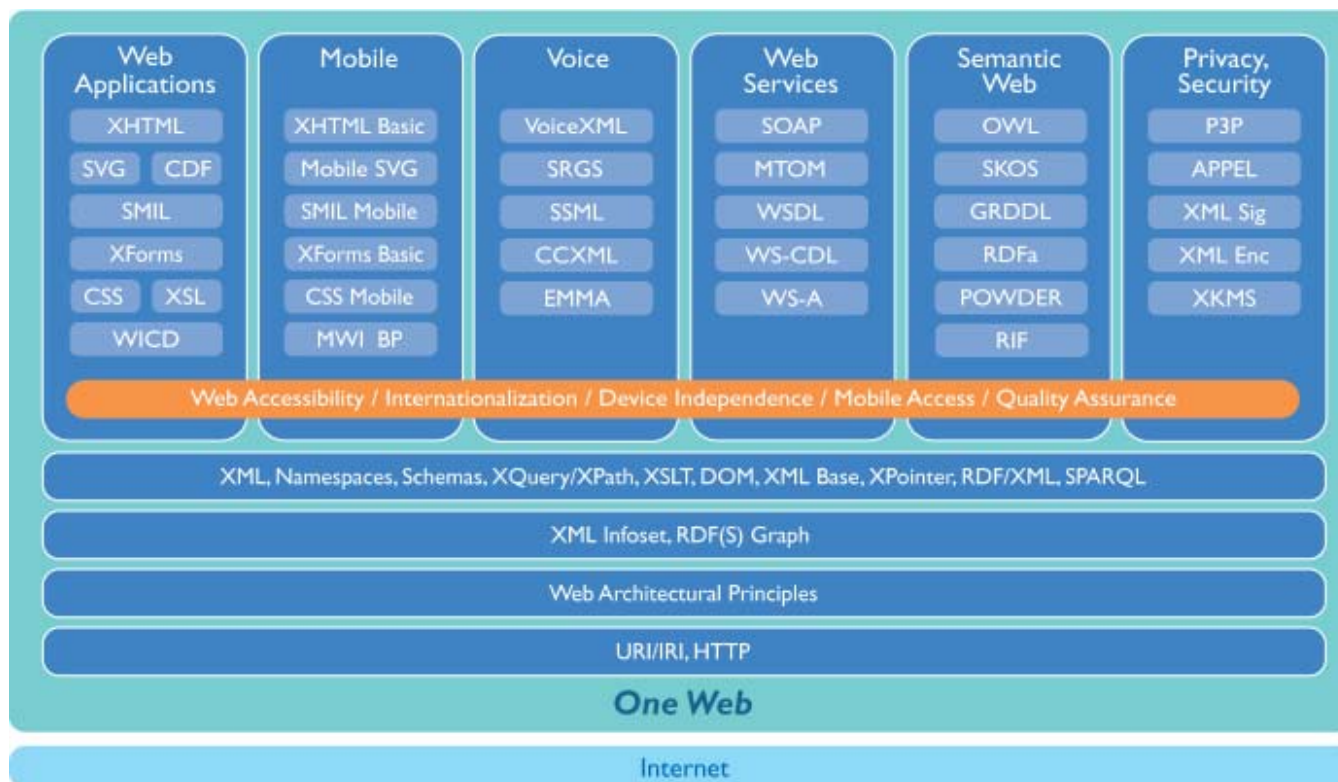 Web
Applications
XHTML
SVG CDF
SMIL
XForms
CSS XSL
WICD
Mobile
XHTML Basic
Mobile SVG
SMIL Mobile
XForms Basic
CSS Mobile
MWI BP
Voice
VoiceXML
SRGS
SSML
CCXML
EMMA
Web
Services
SOAP
MTOM
WSDL
WS-CDL
WS-A
Semantic
Web
OWL
SKOS
GRDDL
RDFa
POWDER
RIF
Privacy,
Security
P3P
APPEL
XML Sig
XML Enc
XKMS
Web Accessibility / Internationalization / Device Independence / Mobile Access / Quality Assurance
XML, Namespaces, Schemas, XQuery/XPath, XSLT, DOM, XML Base, XPointer, RDF/XML, SPARQL
XML Infoset, RDF(S) Graph
Web Architectural Principles
URI/IRI, HTTP
One Web
Internet